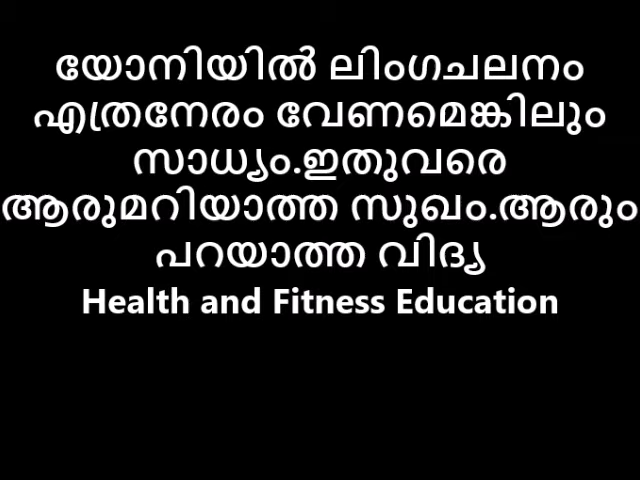 യോനിയിൽ ലിംഗചലനം
എത്രനേരം വേണമെങ്കിലും
സാധ്യം.ഇതുവരെ
ആരുമറിയാത്ത സുഖം.ആരും
പറയാത്ത വിദ്യ
Health and Fitness Education